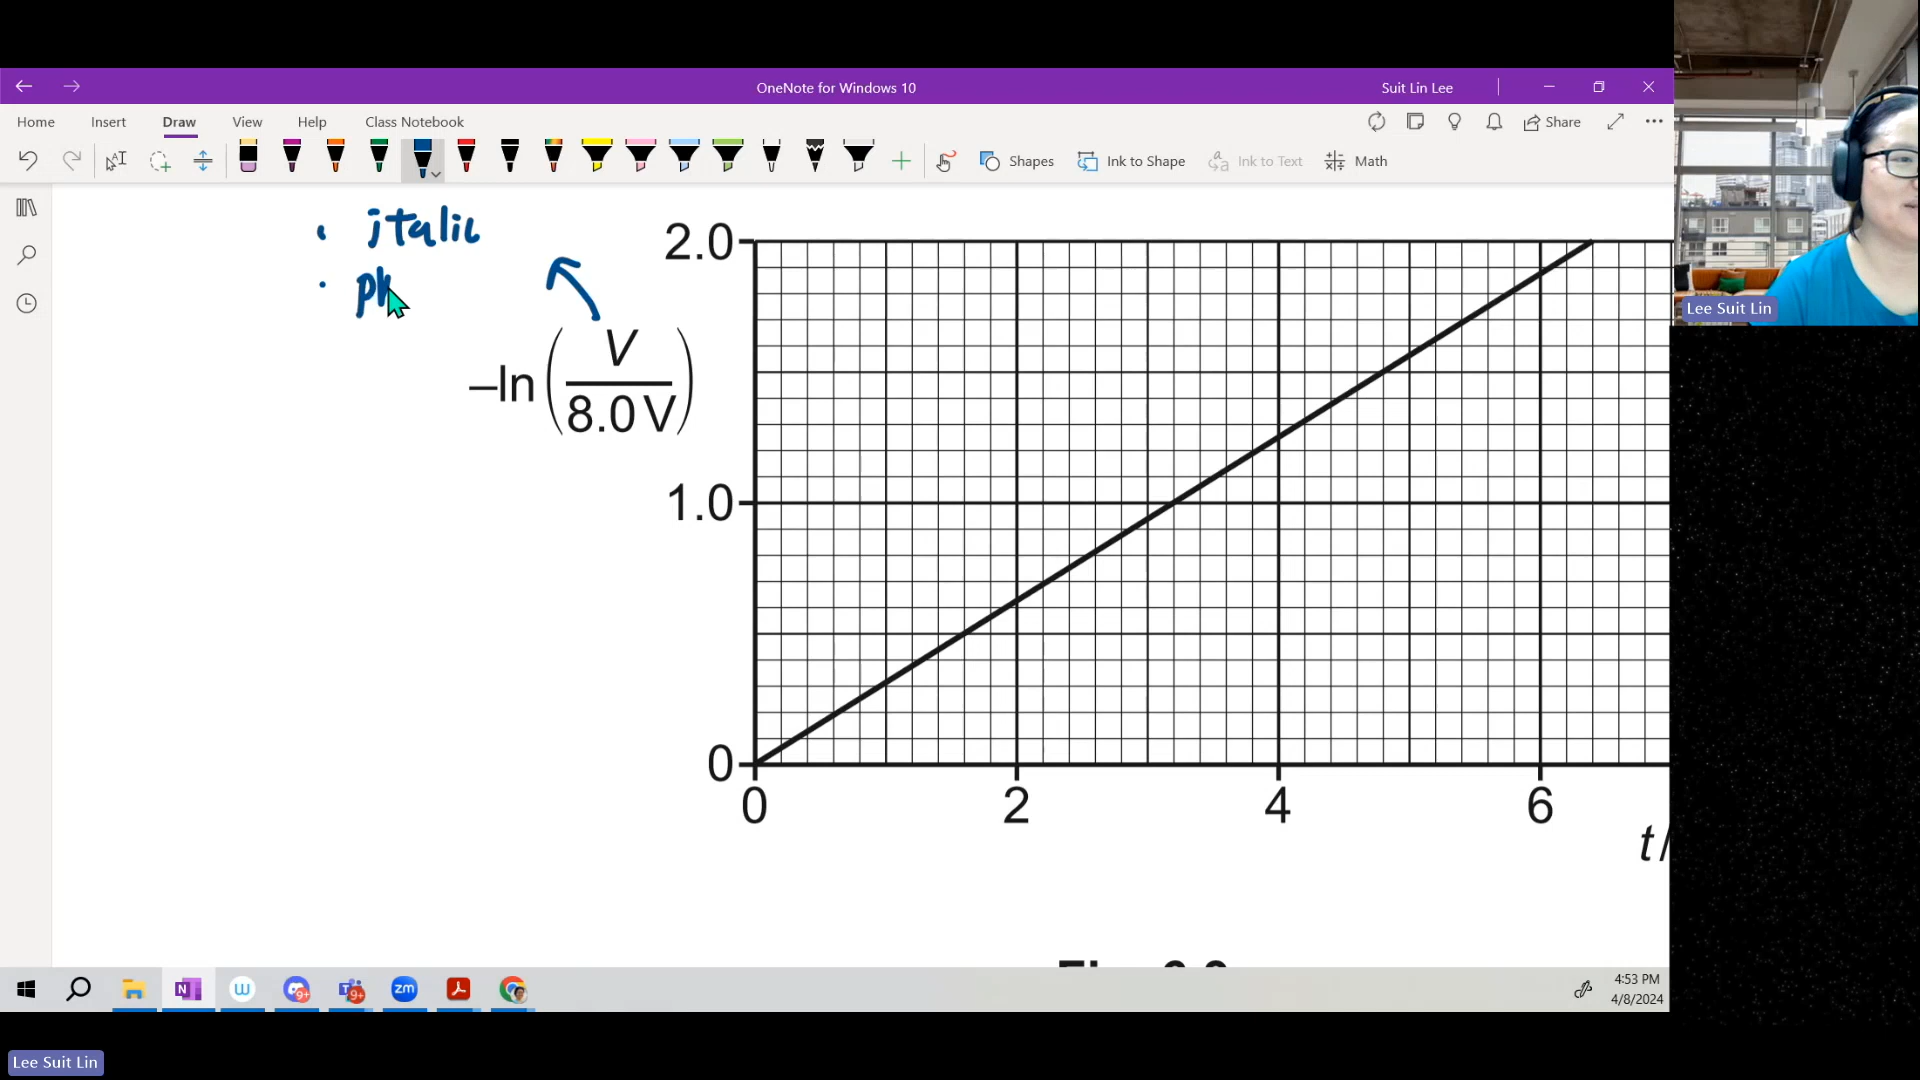 OneNote for Windows 10
Suit Lin Lee
Home Insert Draw View Help Class Notebook
Share
Shapes Ink to Shape Ink to Text Math
• italic
• ph
–ln(V/8.0 V)
2.0
1.0
0
0 2 4 6
t/
Lee Suit Lin
4:53 PM
4/8/2024
Lee Suit Lin